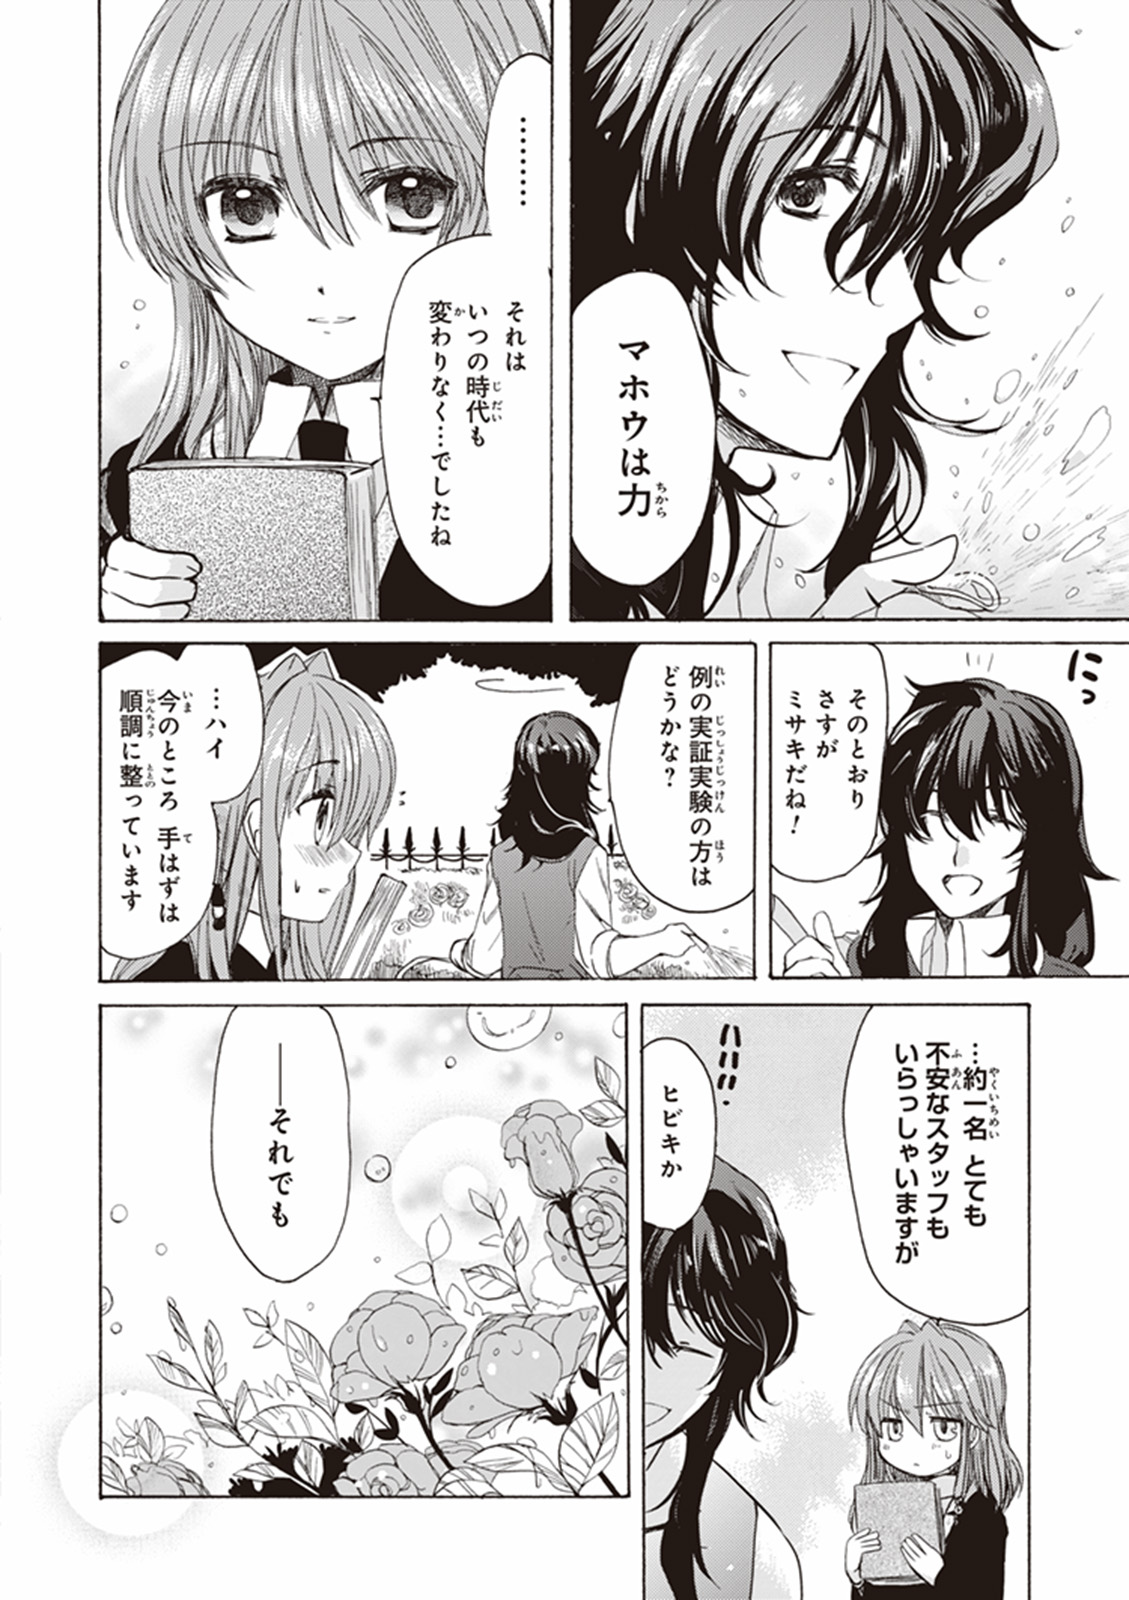 マホウは力
………
それは
いつの時代も
変わりなく…でしたね
にっ
そのとおり
さすが
ミサキだね!
例の実証実験の方は
どうかな?
…ハイ
今のところ 手はずは
順調に整っています
…約一名 とても
不安なスタッフも
いらっしゃいますが
ハハハ
ヒビキか
──それでも